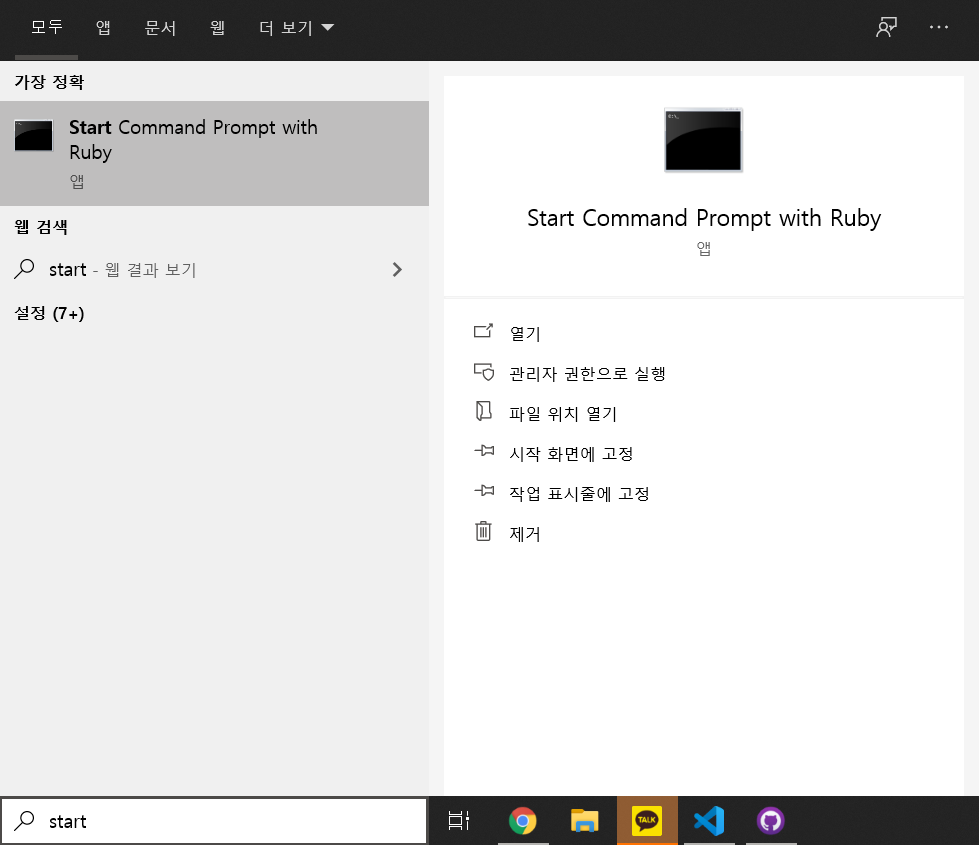 모두
앱
문서
웹
더 보기
가장 정확
Start Command Prompt with
Ruby
앱
웹 검색
start - 웹 결과 보기
설정 (7+)
Start Command Prompt with Ruby
앱
열기
관리자 권한으로 실행
파일 위치 열기
시작 화면에 고정
작업 표시줄에 고정
제거
start
TALK